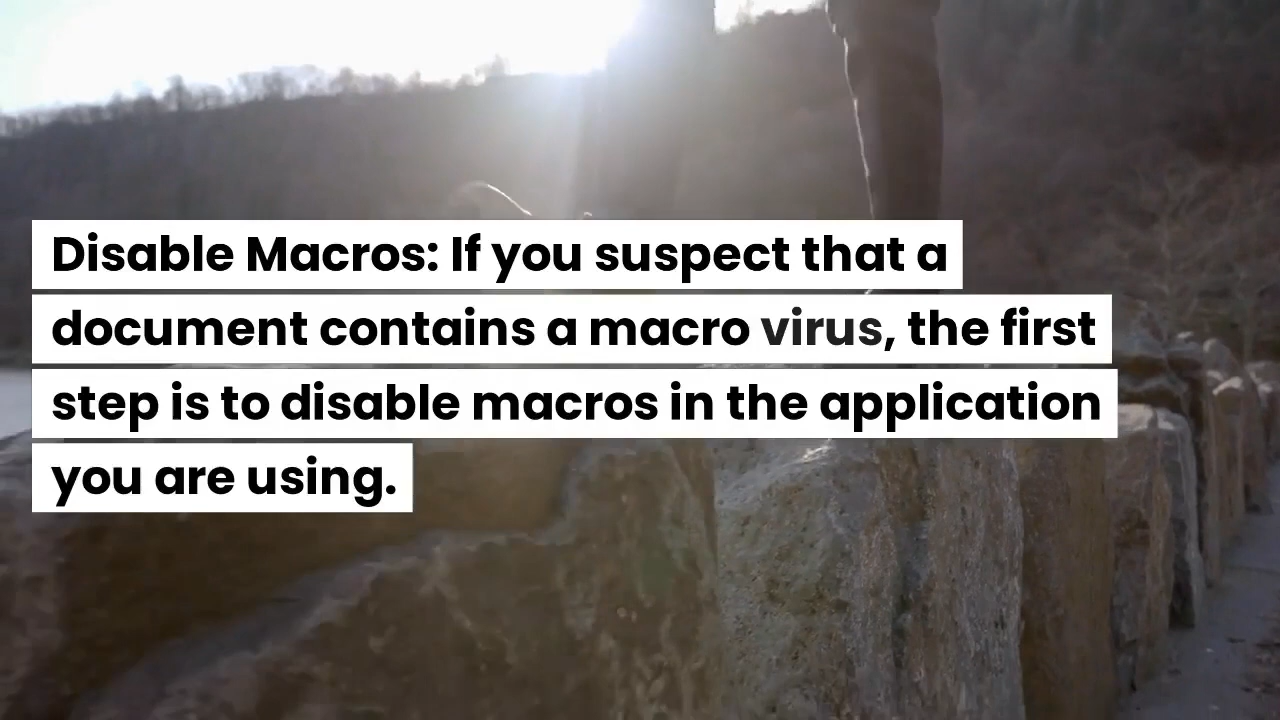 Disable Macros: If you suspect that a
document contains a macro virus, the first
step is to disable macros in the application
you are using.